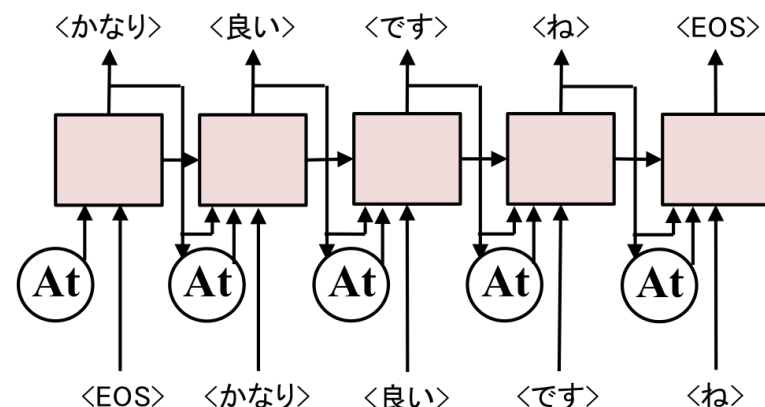 <かなり> <良い> <です> <ね> <EOS>
At At At At At
<EOS> <かなり> <良い> <です> <ね>